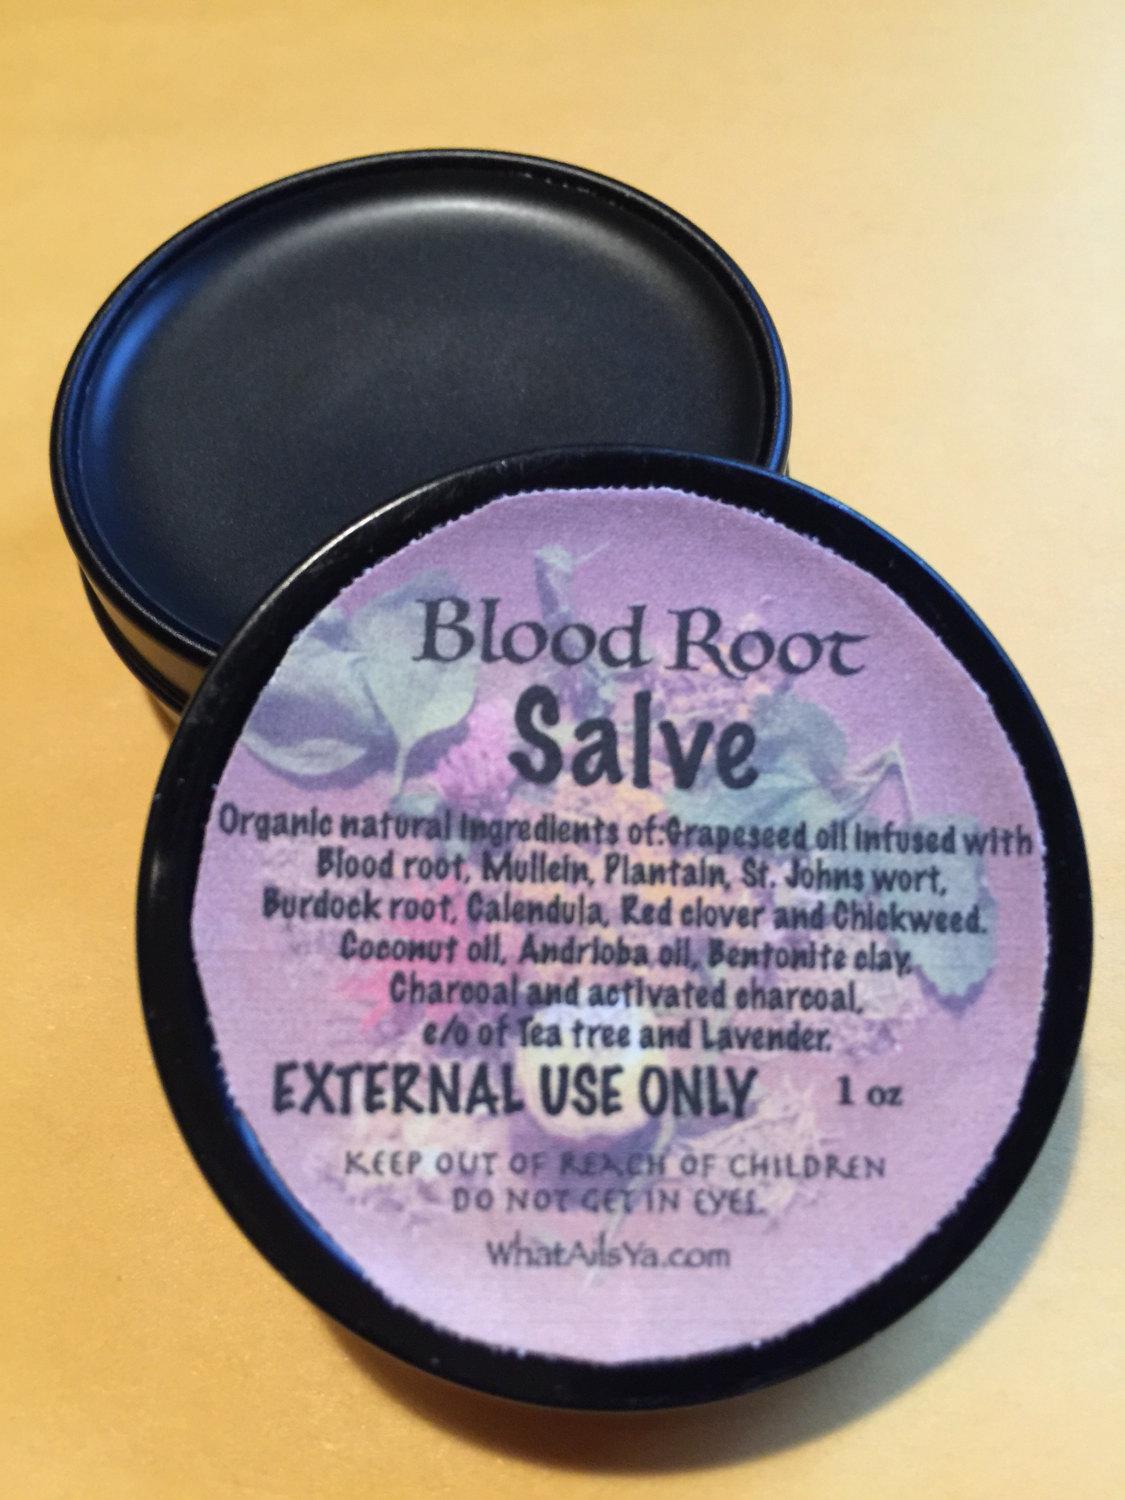 Blood Root
Salve
Organic natural ingredients of:Grapeseed oil infused with
Blood root, Mullein, Plantain, St. Johns wort,
Burdock root, Calendula, Red clover and Chickweed.
Coconut oil, Andrioba oil, Bentonite clay,
Charcoal and activated charcoal,
e/o of Tea tree and Lavender.
EXTERNAL USE ONLY 1 oz
KEEP OUT OF REACH OF CHILDREN
DO NOT GET IN EYES.
WhatAilsYa.com